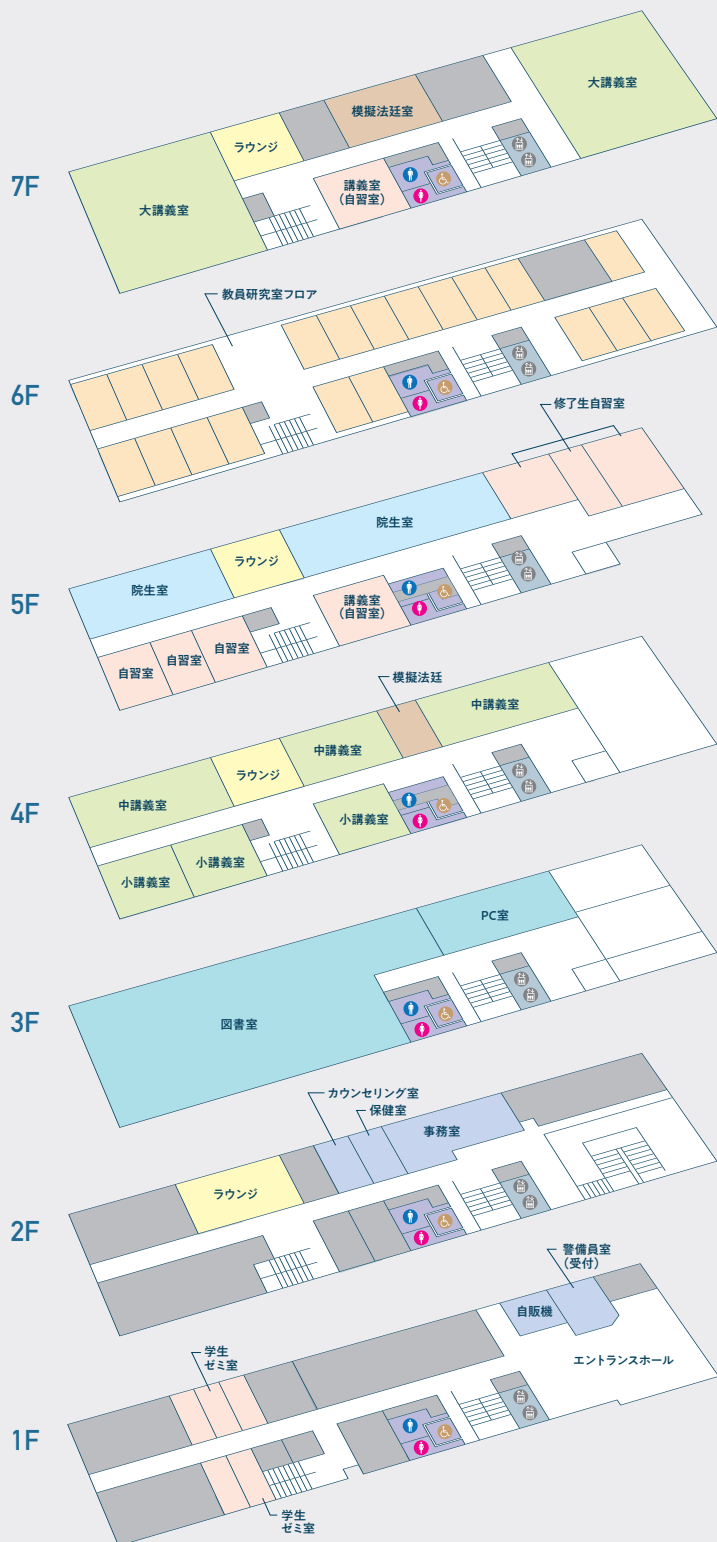 7F
大講義室
模擬法廷室
ラウンジ
講義室
(自習室)
大講義室
6F
教員研究室フロア
5F
修了生自習室
院生室
ラウンジ
院生室
講義室
(自習室)
自習室
自習室
自習室
4F
模擬法廷
中講義室
中講義室
ラウンジ
中講義室
小講義室
小講義室
小講義室
3F
PC室
図書室
2F
カウンセリング室
保健室
事務室
ラウンジ
1F
警備員室
(受付)
自販機
エントランスホール
学生
ゼミ室
学生
ゼミ室